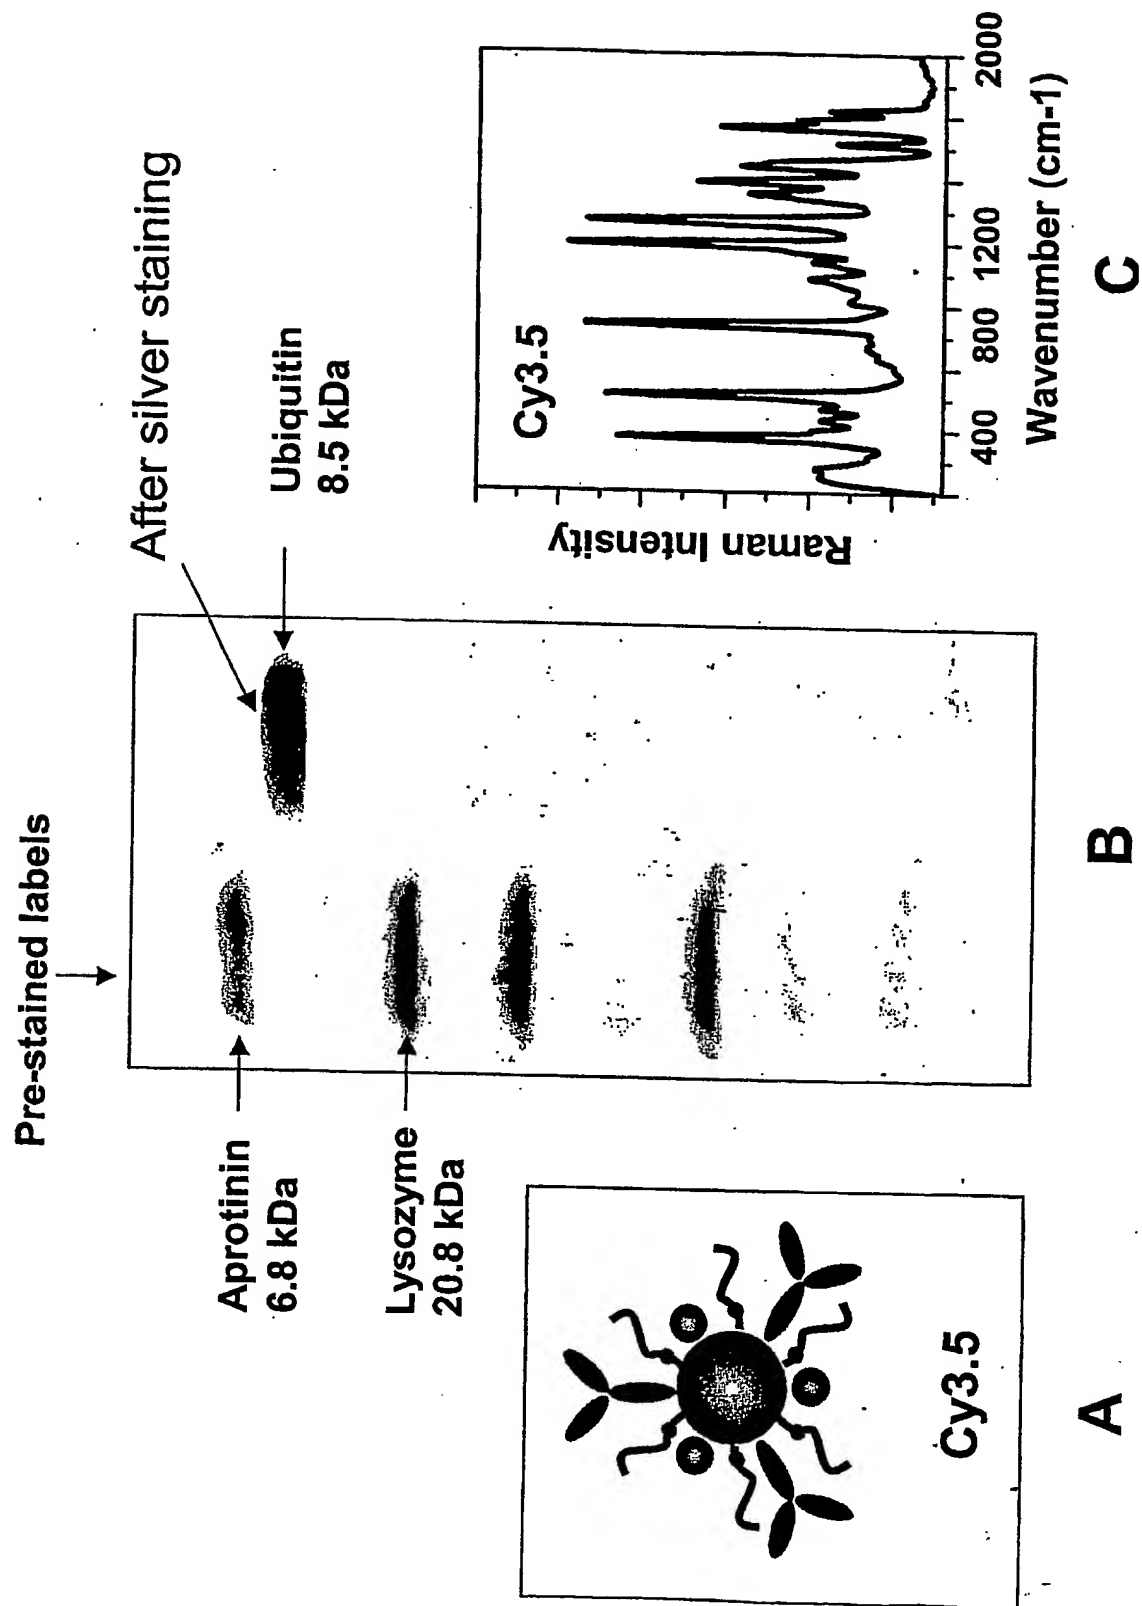 Pre-stained labels
After silver staining
Aprotinin
6.8 kDa
Lysozyme
20.8 kDa
Ubiquitin
8.5 kDa
Cy3.5
A
B
Cy3.5
Raman Intensity
400
800
1200
2000
Wavenumber (cm-1)
C